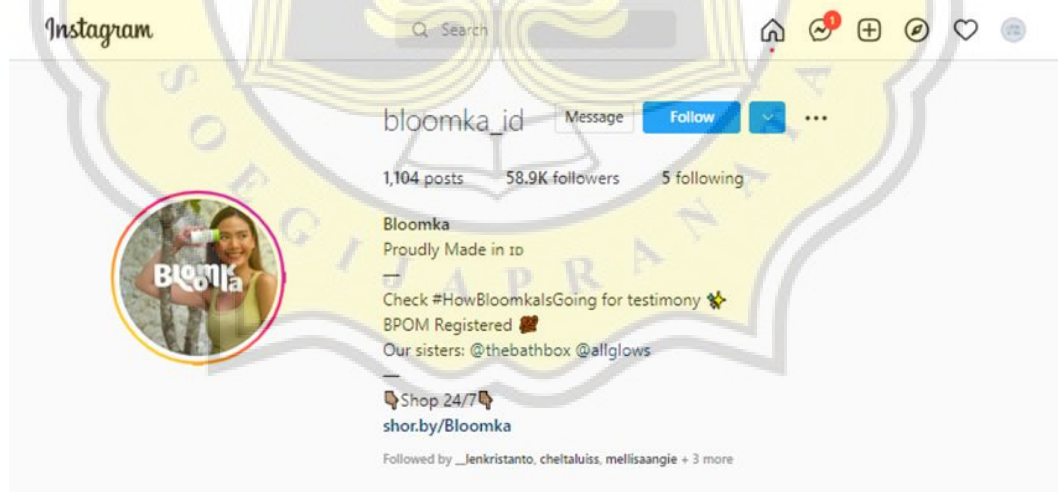 Instagram
Search
1
bloomka_id Message Follow
1,104 posts 58.9K followers 5 following
Bloomka
Proudly Made in ID
—
Check #HowBloomkaIsGoing for testimony ✨
BPOM Registered 🐻
Our sisters: @thebathbox @allglows
—
👇🏽Shop 24/7👇🏽
shor.by/Bloomka
Followed by __lenkristanto, cheltaluiss, mellisaangie + 3 more
Bloomka
SOEGIJAPRANATA